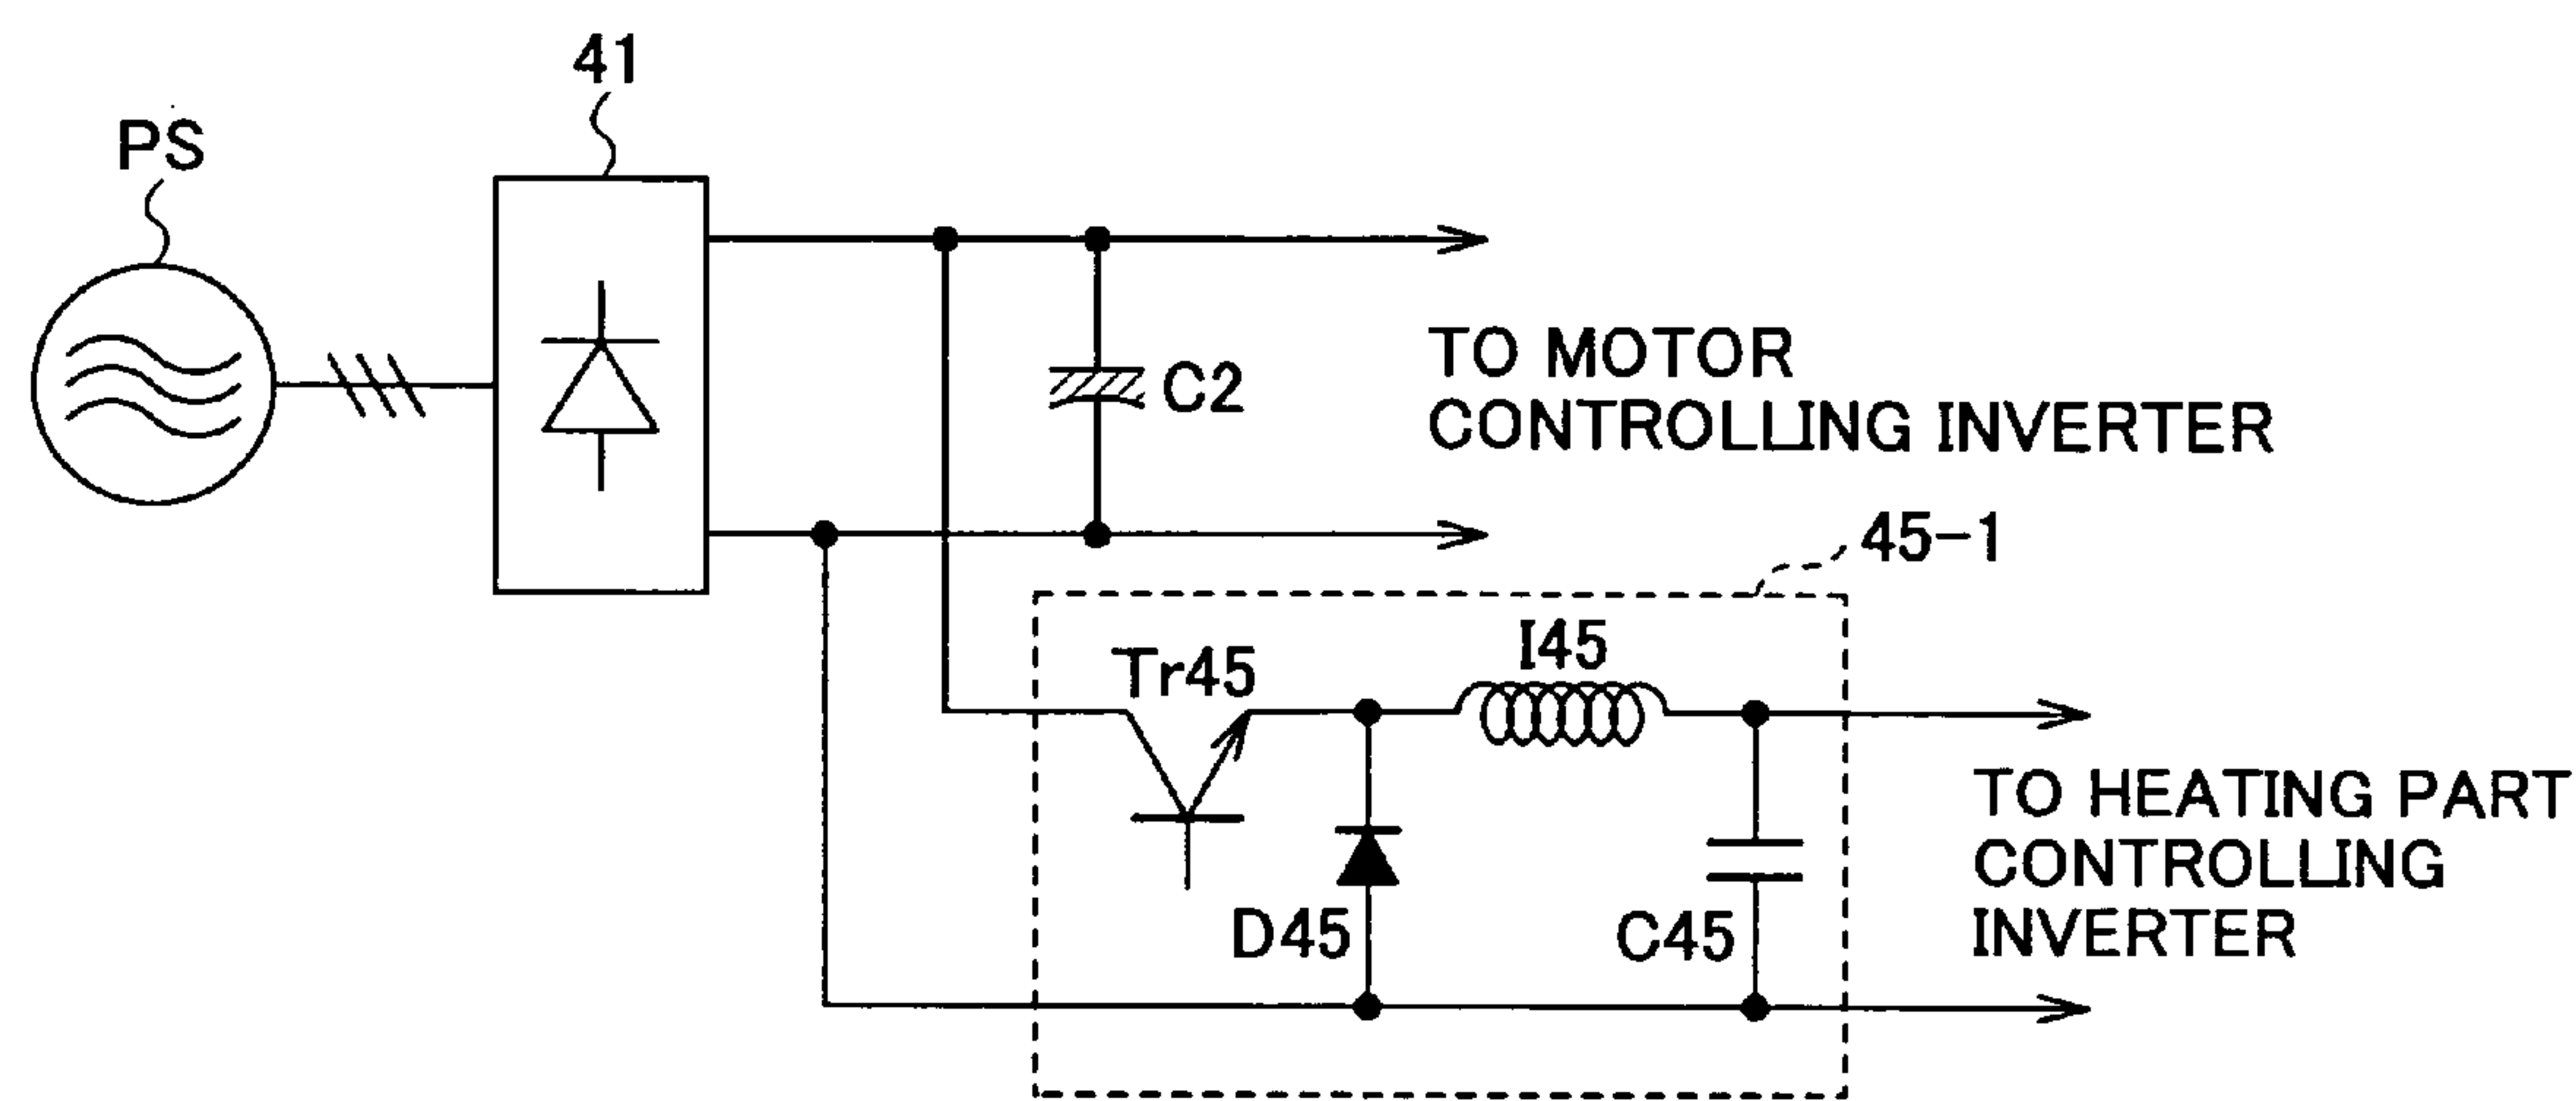 41
PS
C2
TO MOTOR
CONTROLLING INVERTER
45-1
Tr45
I45
D45
C45
TO HEATING PART
CONTROLLING
INVERTER